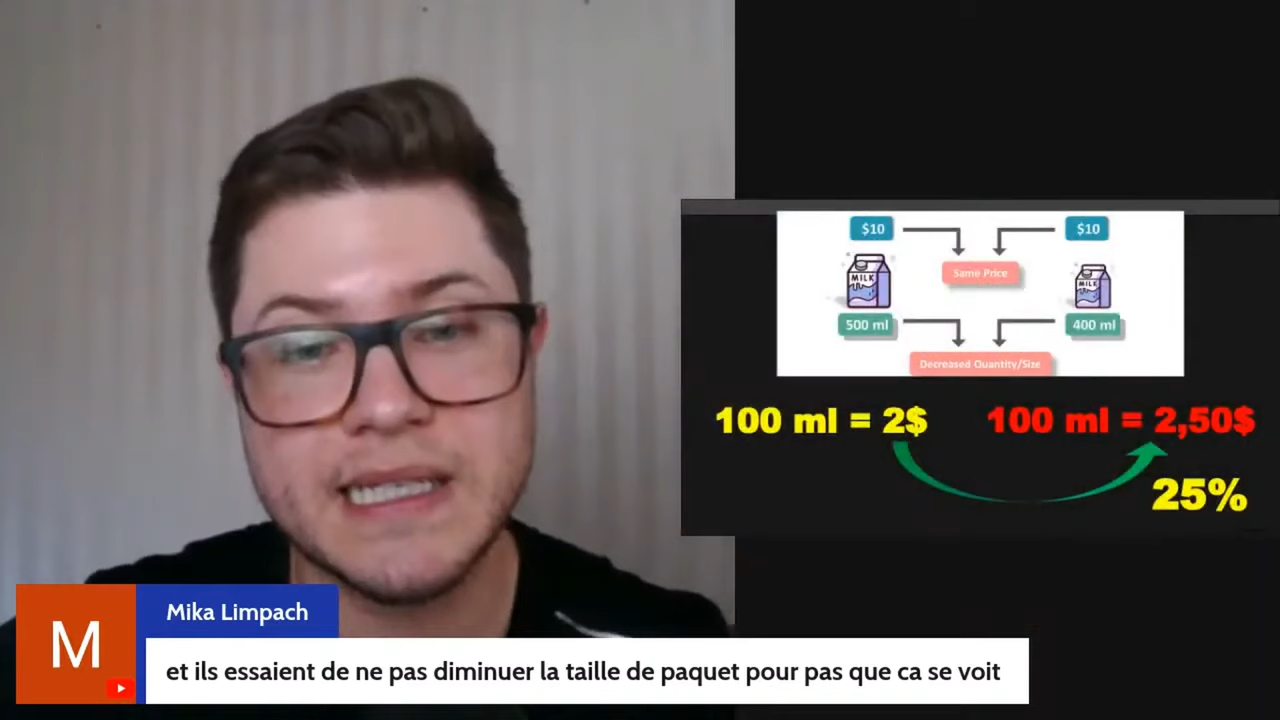 $10
$10
Same Price
MILK
MILK
500 ml
400 ml
Decreased Quantity/Size
100 ml = 2$
100 ml = 2,50$
25%
M
Mika Limpach
et ils essaient de ne pas diminuer la taille de paquet pour pas que ca se voit